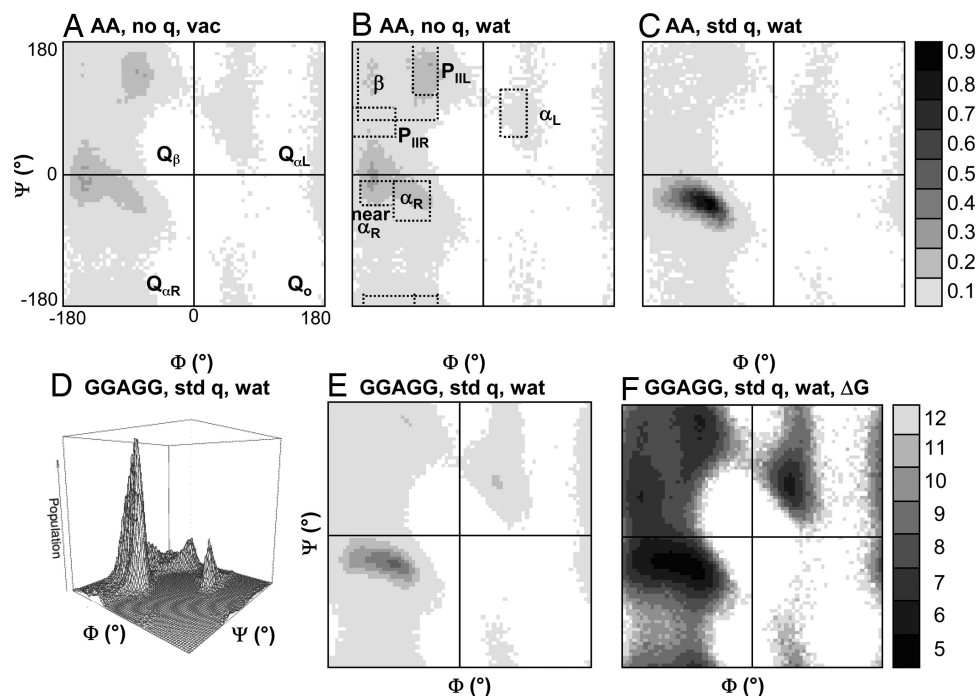 A AA, no q, vac
B AA, no q, wat
C AA, std q, wat
180
0
-180
Ψ (°)
Qβ
QαL
QαR
Qo
-180
0
180
Φ (°)
β
PIIL
PIIR
αL
αR
near
αR
Φ (°)
Φ (°)
0.9
0.8
0.7
0.6
0.5
0.4
0.3
0.2
0.1
D GGAGG, std q, wat
E GGAGG, std q, wat
F GGAGG, std q, wat, ΔG
Population
Φ (°)
Ψ (°)
Ψ (°)
Φ (°)
Φ (°)
12
11
10
9
8
7
6
5